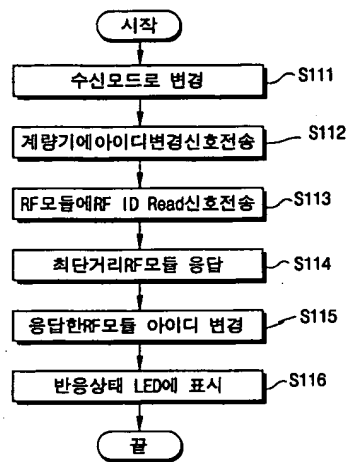 시작
수신모드로 변경
S111
계량기에아이디변경신호전송
S112
RF모듈에RF ID Read신호전송
S113
최단거리RF모듈 응답
S114
응답한RF모듈 아이디 변경
S115
반응상태 LED에 표시
S116
끝